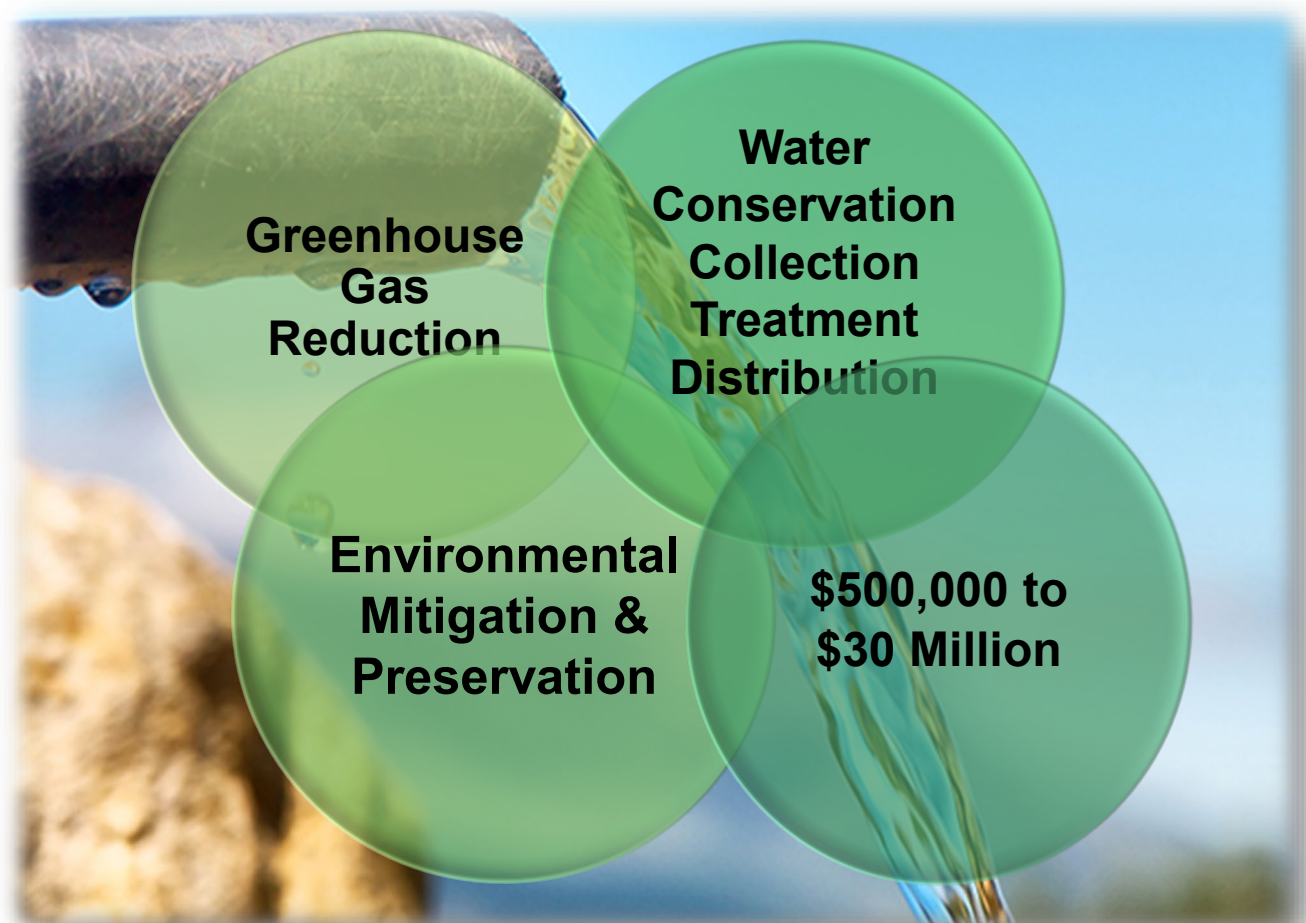 Greenhouse
Gas
Reduction
Water
Conservation
Collection
Treatment
Distribution
Environmental
Mitigation &
Preservation
$500,000 to
$30 Million